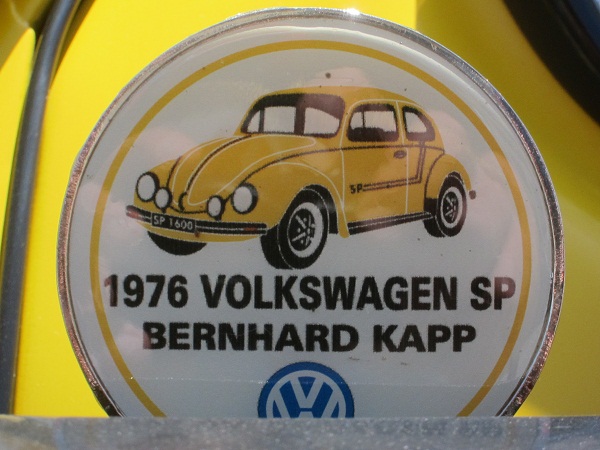 SP
SP 1600
1976 VOLKSWAGEN SP
BERNHARD KAPP
VW